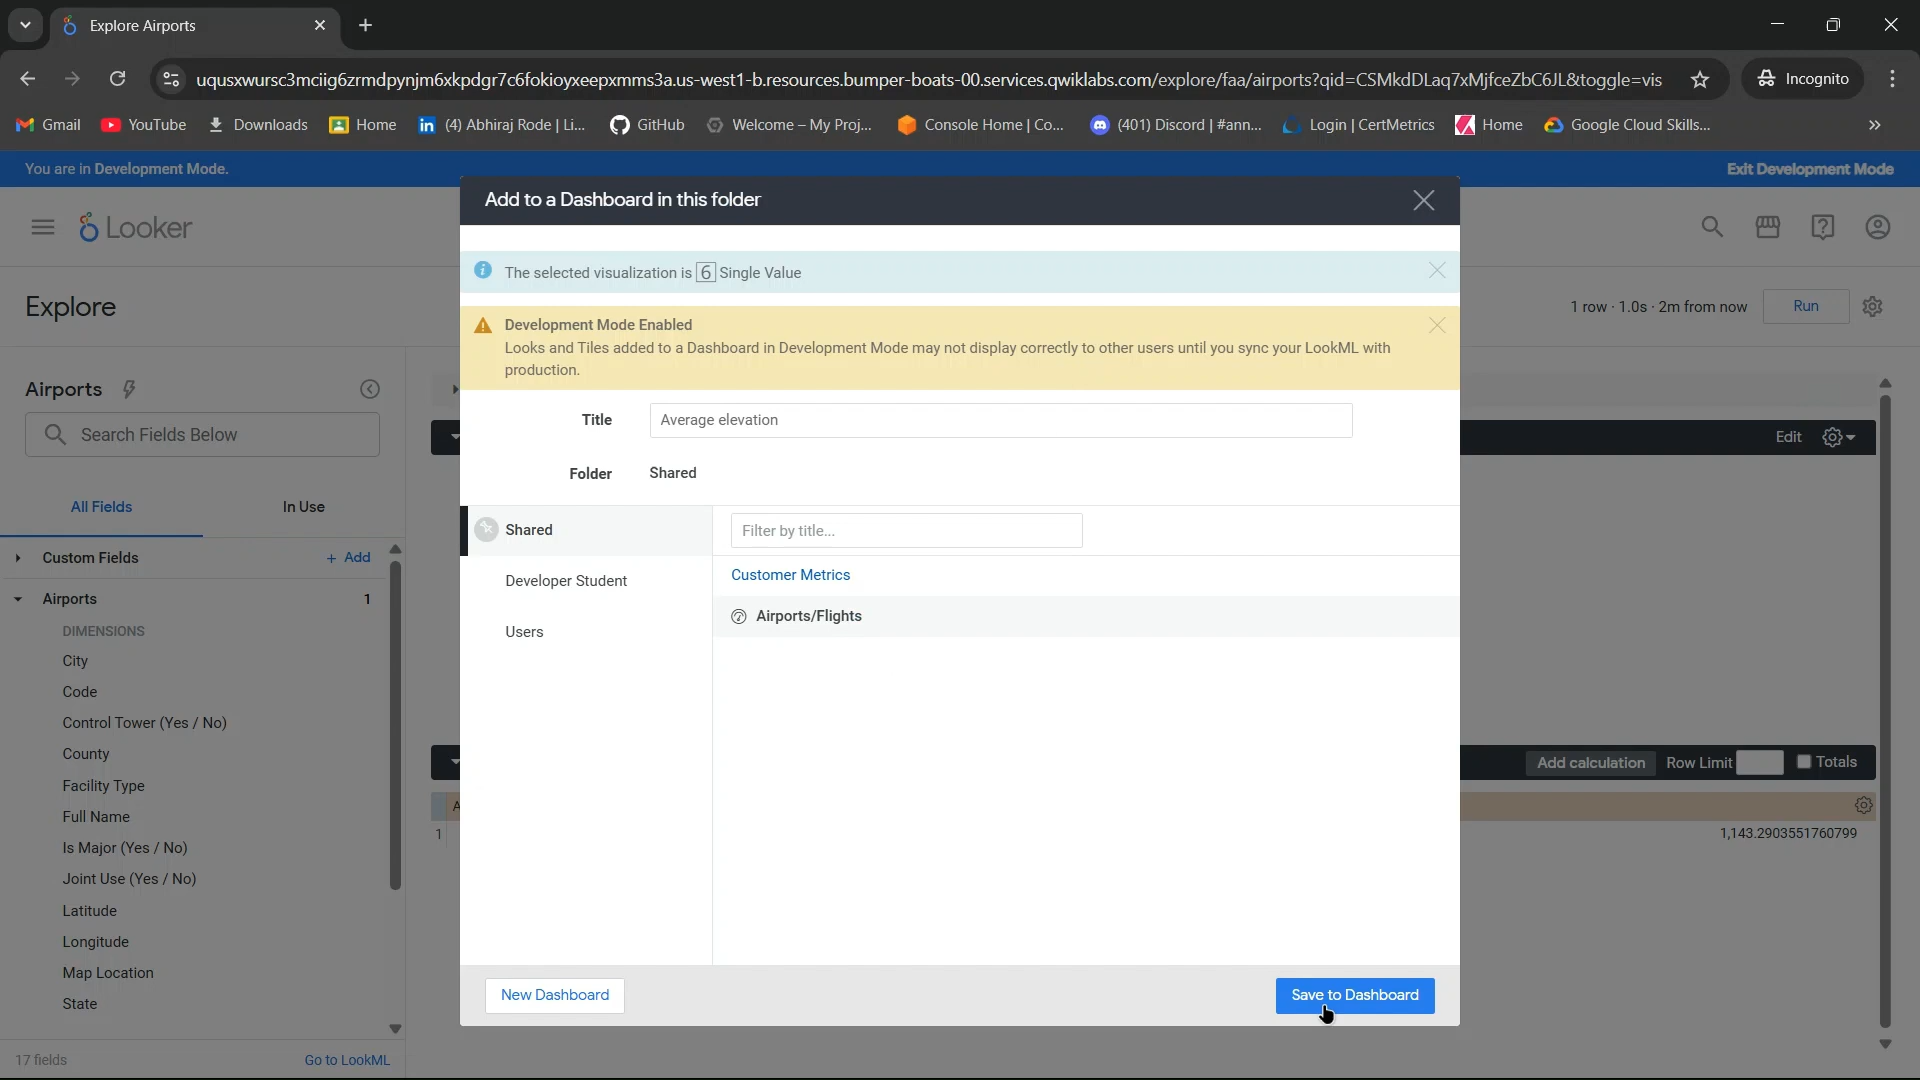 Explore Airports
uqusxwursc3mciig6zrmdpynjm6xkpdgr7c6fokioyxeepxmms3a.us-west1-b.resources.bumper-boats-00.services.qwiklabs.com/explore/faa/airports?qid=CSMkdDLaq7xMjfceZbC6JL&toggle=vis
Incognito
Gmail YouTube Downloads Home (4) Abhiraj Rode | Li... GitHub Welcome – My Proj... Console Home | Co... (401) Discord | #ann... Login | CertMetrics Home Google Cloud Skills... »
You are in Development Mode.
Exit Development Mode
Add to a Dashboard in this folder
Looker
The selected visualization is 6 Single Value
Explore
1 row · 1.0s · 2m from now
Run
Development Mode Enabled
Looks and Tiles added to a Dashboard in Development Mode may not display correctly to other users until you sync your LookML with
production.
Airports
Search Fields Below
Title
Average elevation
Edit
Folder
Shared
All Fields
In Use
Shared
Filter by title...
Custom Fields
+ Add
Developer Student
Customer Metrics
Airports
1
Airports/Flights
DIMENSIONS
Users
City
Code
Control Tower (Yes / No)
County
Add calculation
Row Limit
Totals
Facility Type
A
Full Name
1
1,143.2903551760799
Is Major (Yes / No)
Joint Use (Yes / No)
Latitude
Longitude
Map Location
State
New Dashboard
Save to Dashboard
17 fields
Go to LookML